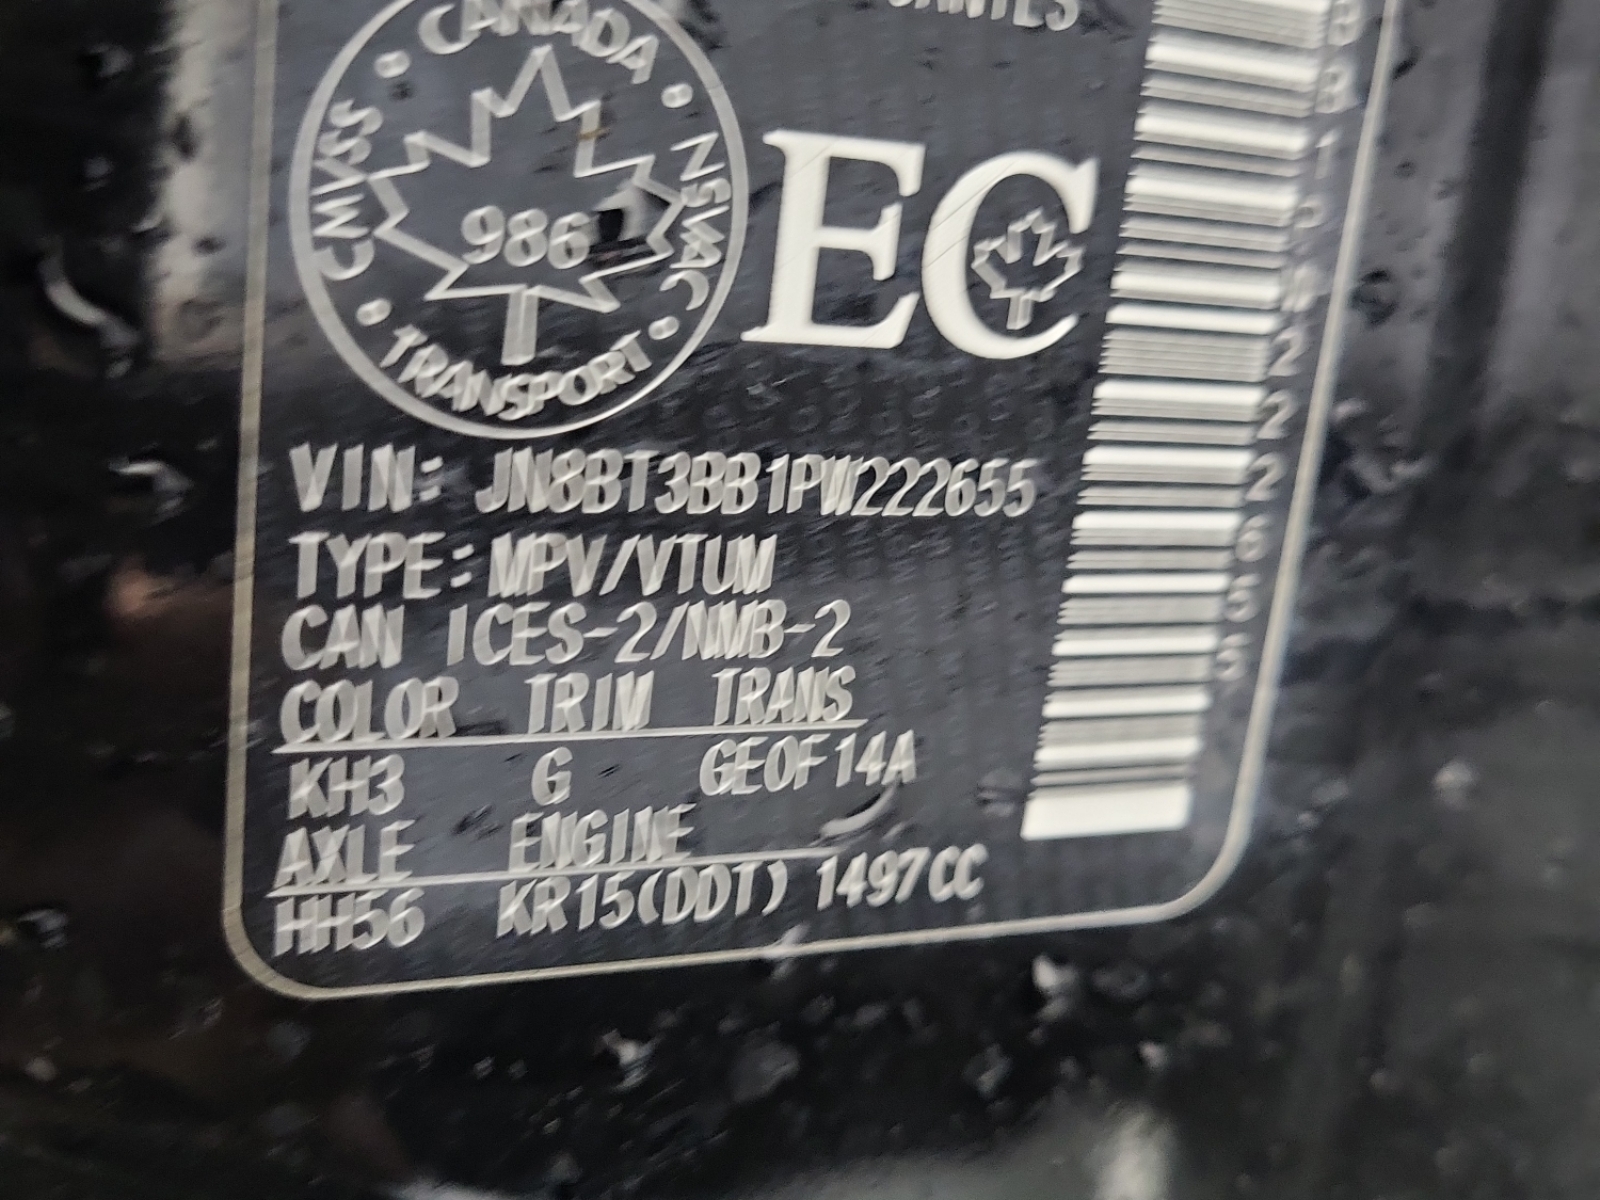 CANADA
CMVSS
NSVAC
986
TRANSPORT
EC
VIN: JN8BT3BB1PW222655
TYPE: MPV/VTUM
CAN ICES-2/NMB-2
COLOR TRIM TRANS
KH3 G GE0F14A
AXLE ENGINE
HH56 KR15(DDT) 1497CC